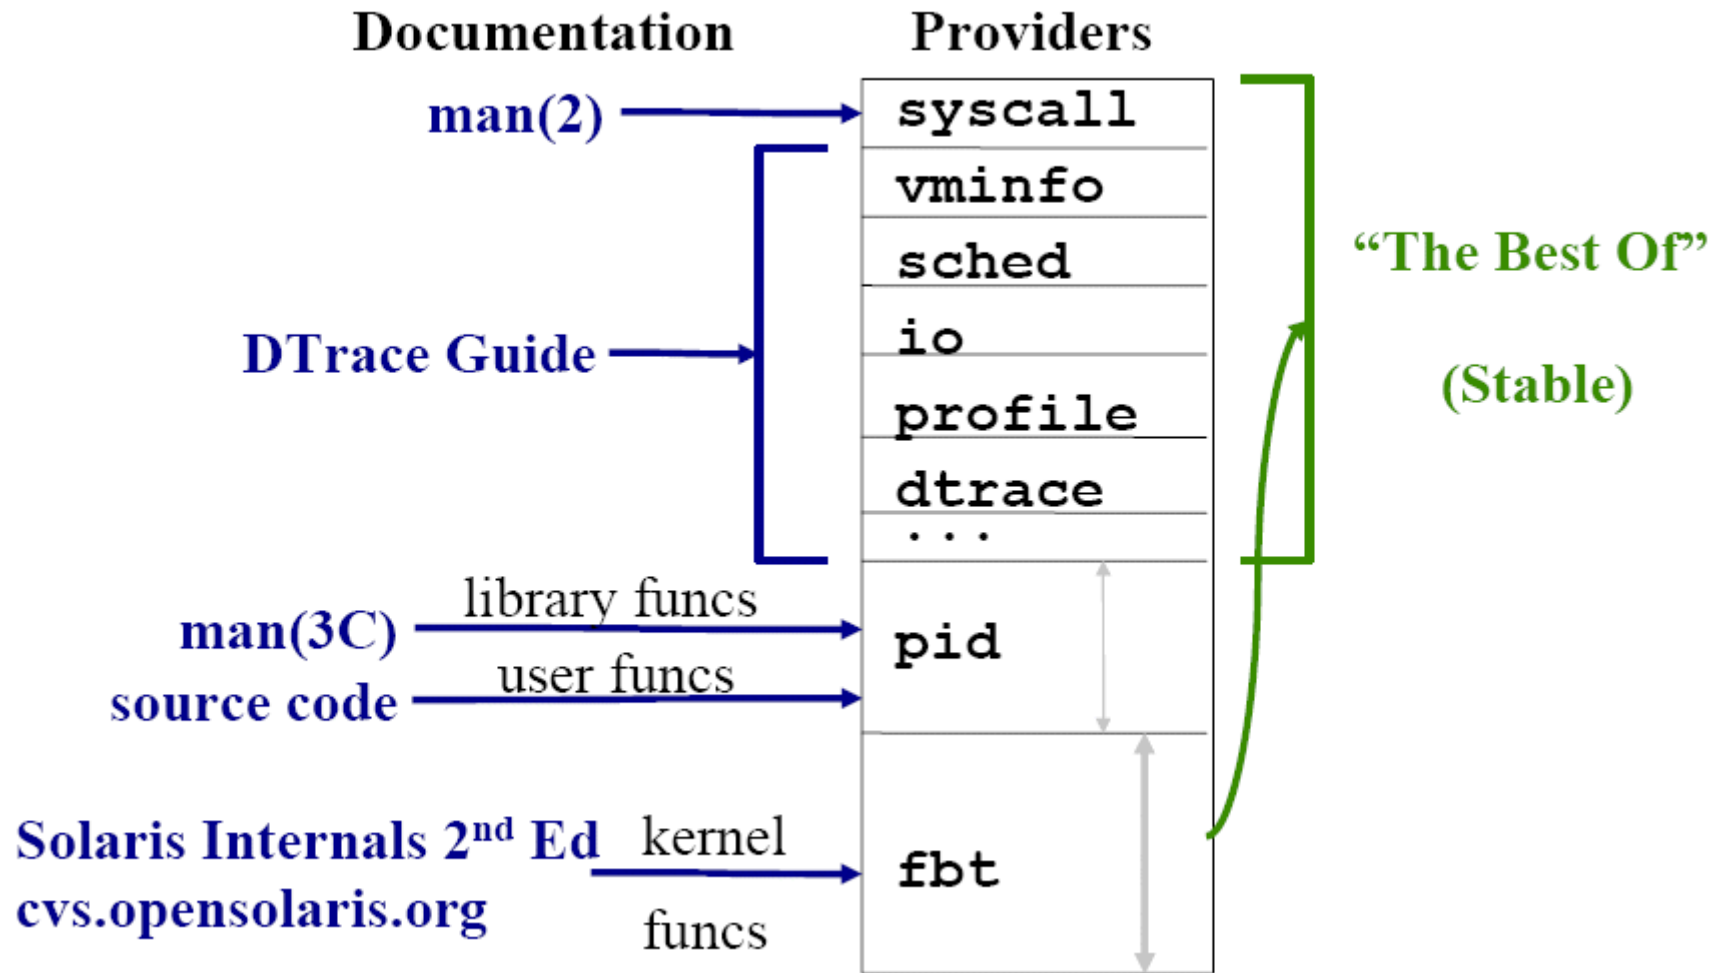 Documentation
Providers
man(2)
syscall
vminfo
sched
"The Best Of"
io
DTrace Guide
(Stable)
profile
dtrace
...
library funcs
man(3C)
pid
user funcs
source code
Solaris Internals 2nd Ed
kernel
fbt
cvs.opensolaris.org
funcs